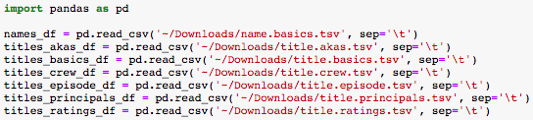 import pandas as pd
names_df = pd.read_csv('~/Downloads/name.basics.tsv', sep='\t')
titles_akas_df = pd.read_csv('~/Downloads/title.akas.tsv', sep='\t')
titles_basics_df = pd.read_csv('~/Downloads/title.basics.tsv', sep='\t')
titles_crew_df = pd.read_csv('~/Downloads/title.crew.tsv', sep='\t')
titles_episode_df = pd.read_csv('~/Downloads/title.episode.tsv', sep='\t')
titles_principals_df = pd.read_csv('~/Downloads/title.principals.tsv', sep='\t')
titles_ratings_df = pd.read_csv('~/Downloads/title.ratings.tsv', sep='\t')